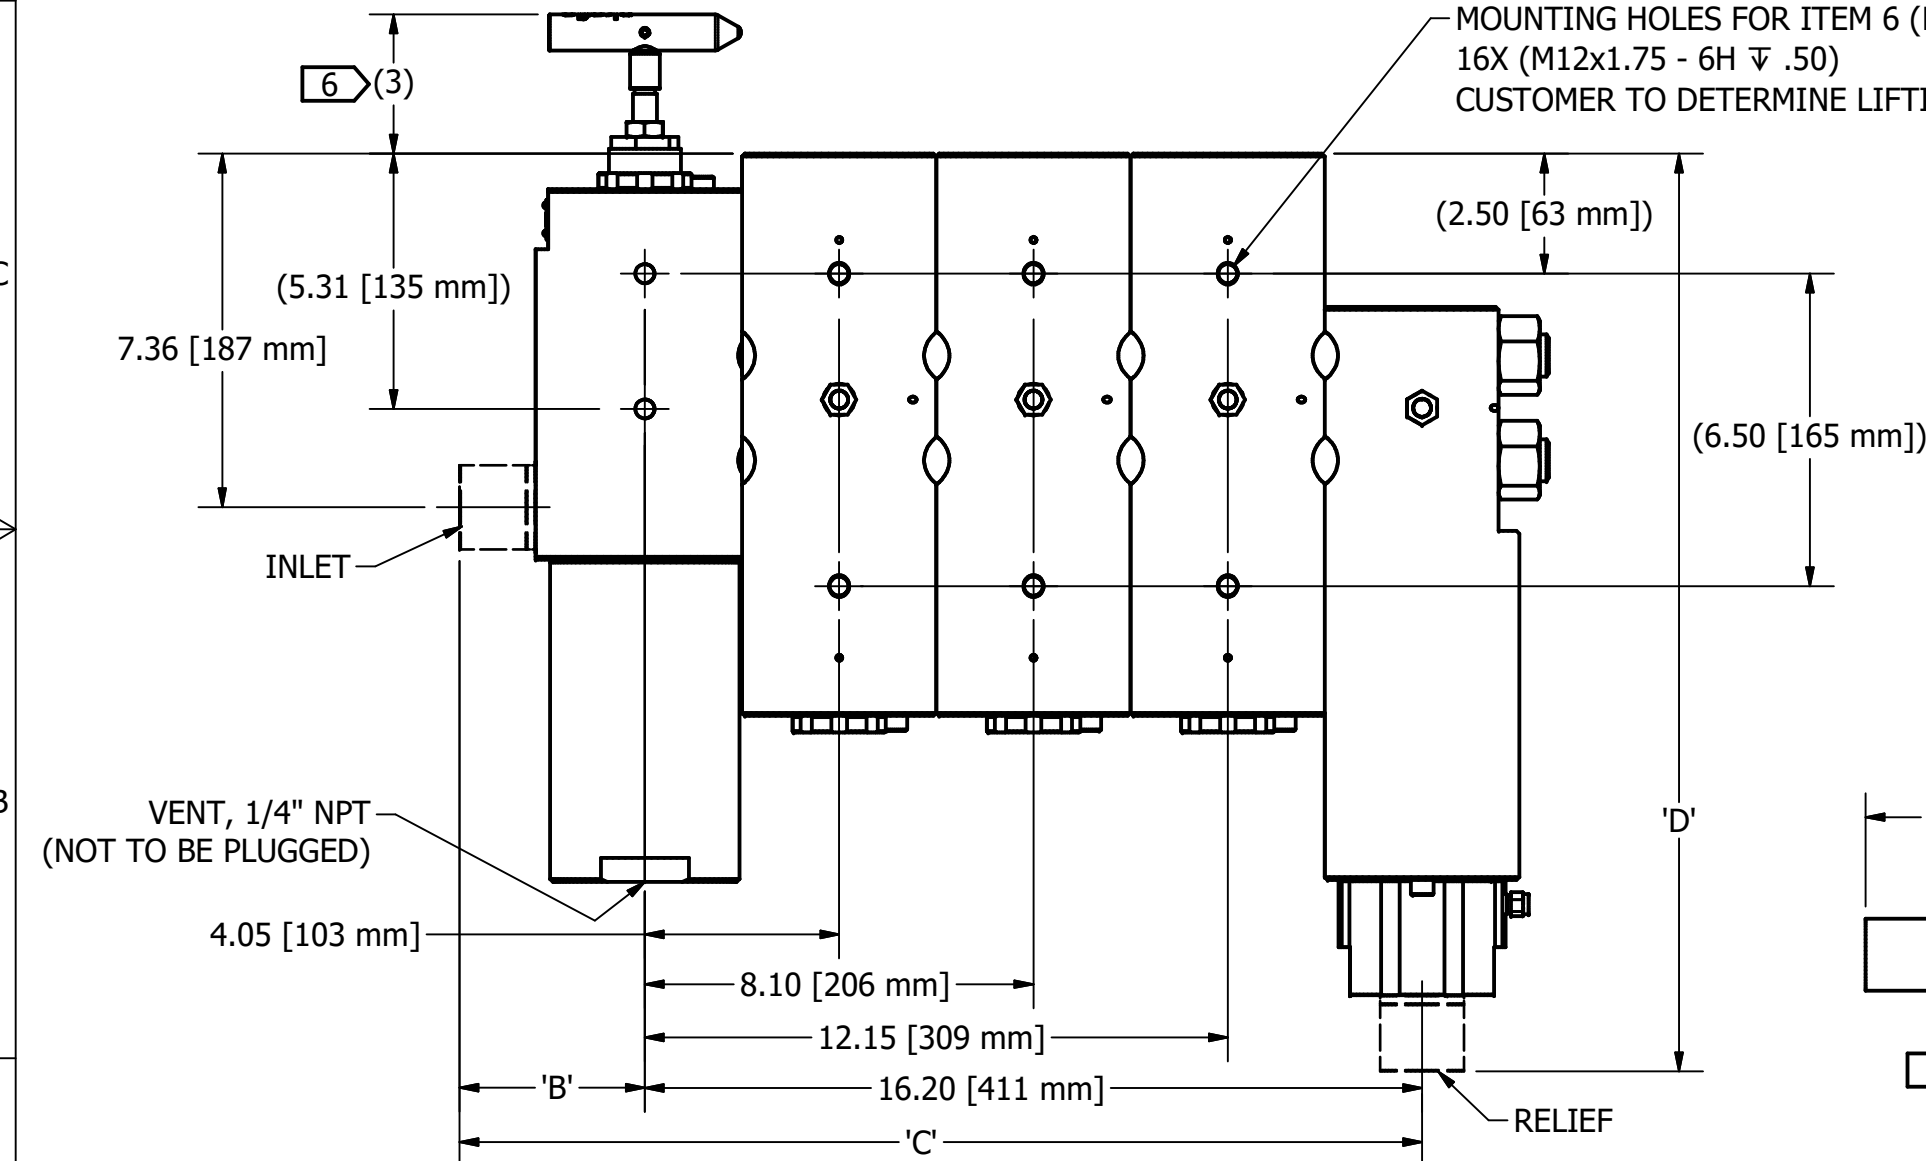 MOUNTING HOLES FOR ITEM 6 (
16X (M12x1.75 - 6H ↧ .50)
CUSTOMER TO DETERMINE LIFTI
6 (3)
(2.50 [63 mm])
C
(5.31 [135 mm])
7.36 [187 mm]
(6.50 [165 mm])
INLET
B
VENT, 1/4" NPT
(NOT TO BE PLUGGED)
'D'
4.05 [103 mm]
8.10 [206 mm]
12.15 [309 mm]
'B'
16.20 [411 mm]
RELIEF
'C'